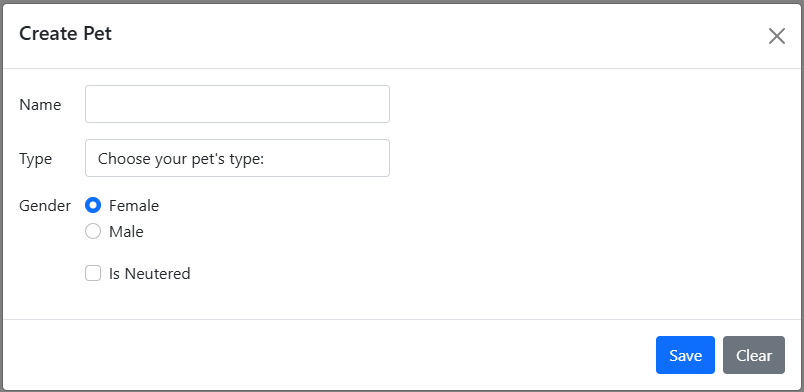 Create Pet
Name
Type Choose your pet's type:
Gender Female
Male
Is Neutered
Save Clear